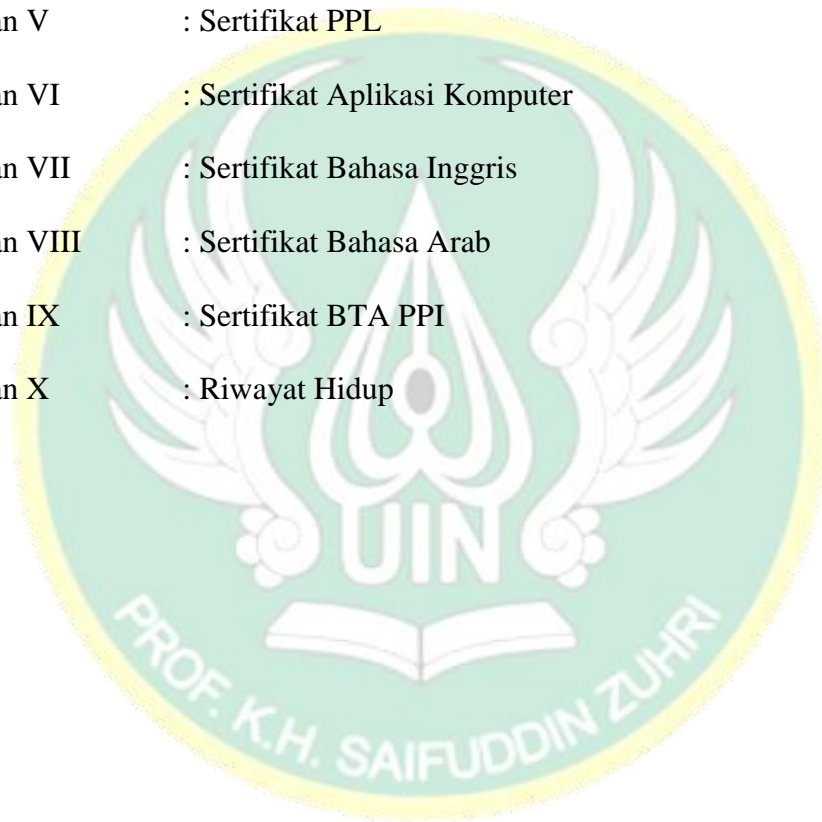 an V : Sertifikat PPL
an VI : Sertifikat Aplikasi Komputer
an VII : Sertifikat Bahasa Inggris
an VIII : Sertifikat Bahasa Arab
an IX : Sertifikat BTA PPI
an X : Riwayat Hidup
UIN
PROF. K.H. SAIFUDDIN ZUHRI